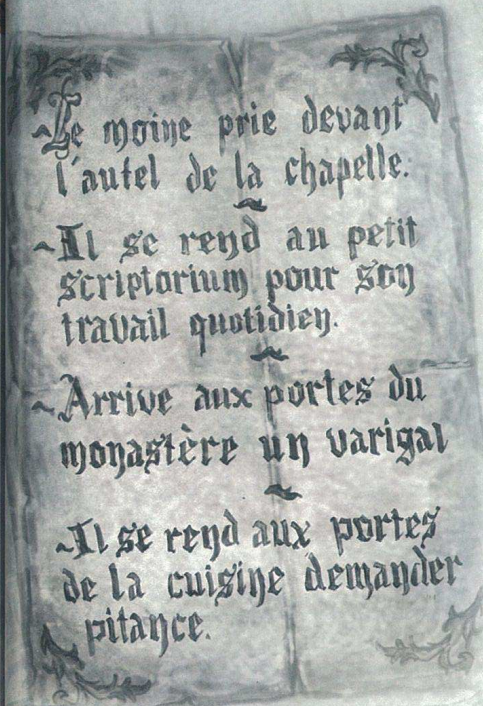 ~Le moine prie devant
l'autel de la chapelle.
~Il se rend au petit
scriptorium pour son
travail quotidien.
~Arrive aux portes du
monastère un varigal
~Il se rend aux portes
de la cuisine demander
pitance.